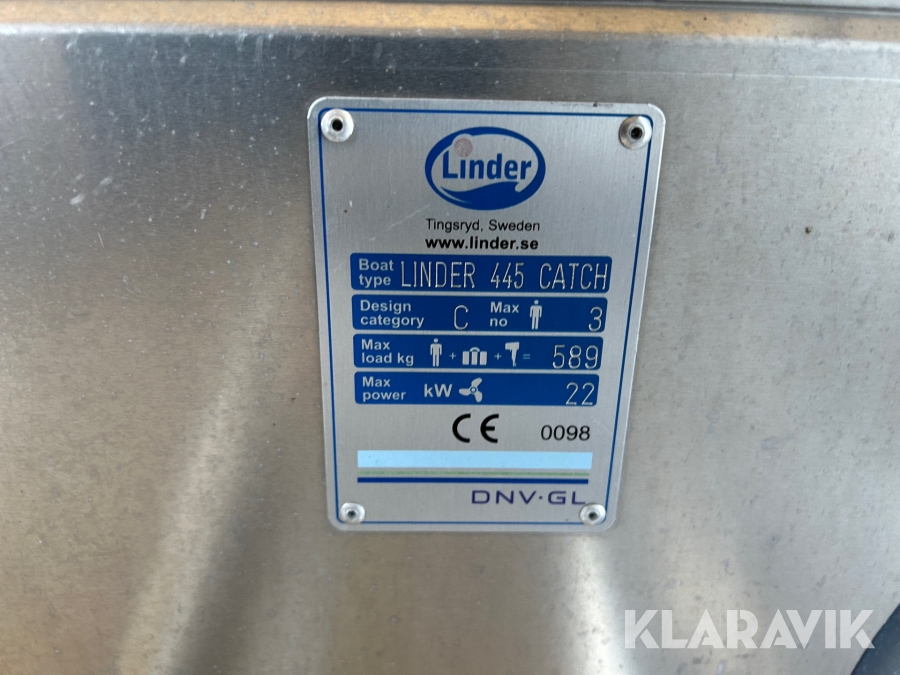 Linder
Tingsryd, Sweden
www.linder.se
Boat type LINDER 445 CATCH
Design category C Max no 3
Max load kg + + = 589
Max power kW 22
CE 0098
DNV·GL
KLARAVIK